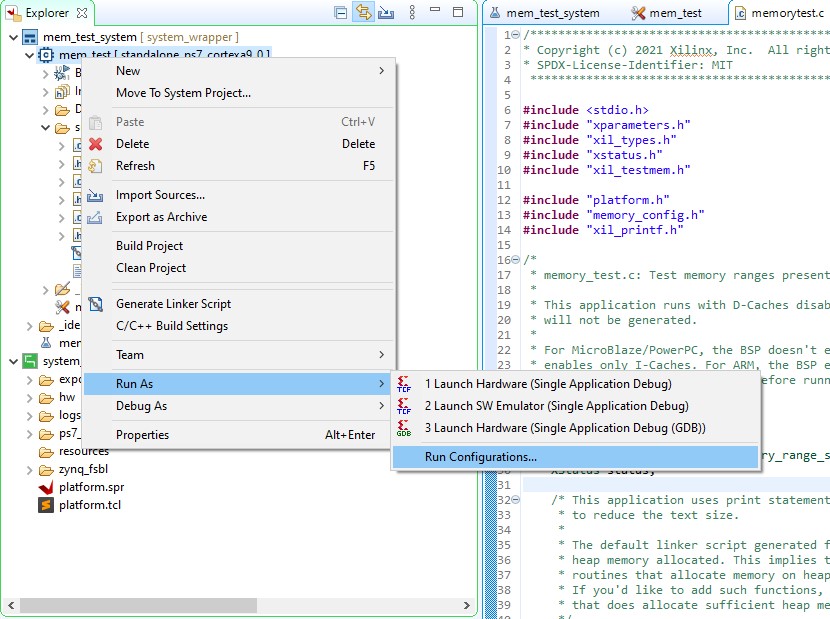 Explorer
mem_test_system [ system_wrapper ]
mem_test [ standalone_ps7_cortexa9_0 ]
B
In
D
s
.c
.h
.c
.h
.c
.h
_
_ide
mem
system_
expo
hw
logs
ps7_
resources
zynq_fsbl
platform.spr
platform.tcl
New
Move To System Project...
Paste Ctrl+V
Delete Delete
Refresh F5
Import Sources...
Export as Archive
Build Project
Clean Project
Generate Linker Script
C/C++ Build Settings
Team
Run As
Debug As
Properties Alt+Enter
1 Launch Hardware (Single Application Debug)
2 Launch SW Emulator (Single Application Debug)
3 Launch Hardware (Single Application Debug (GDB))
Run Configurations...
TCF
TCF
GDB
mem_test_system
mem_test
memorytest.c
1 /******************************************
2 * Copyright (c) 2021 Xilinx, Inc. All righ
3 * SPDX-License-Identifier: MIT
4 ******************************************
5
6 #include <stdio.h>
7 #include "xparameters.h"
8 #include "xil_types.h"
9 #include "xstatus.h"
10 #include "xil_testmem.h"
11
12 #include "platform.h"
13 #include "memory_config.h"
14 #include "xil_printf.h"
15
16 /*
17 * memory_test.c: Test memory ranges present
18 *
19 * This application runs with D-Caches disab
20 * will not be generated.
21 *
22 * For MicroBlaze/PowerPC, the BSP doesn't e
23 * enables only I-Caches. For ARM, the BSP e
efore runn
ry_range_s
30 XStatus status;
31
32 /* This application uses print statement
33 * to reduce the text size.
34 *
35 * The default linker script generated f
36 * heap memory allocated. This implies t
37 * routines that allocate memory on heap
38 * If you'd like to add such functions,
39 * that does allocate sufficient heap me